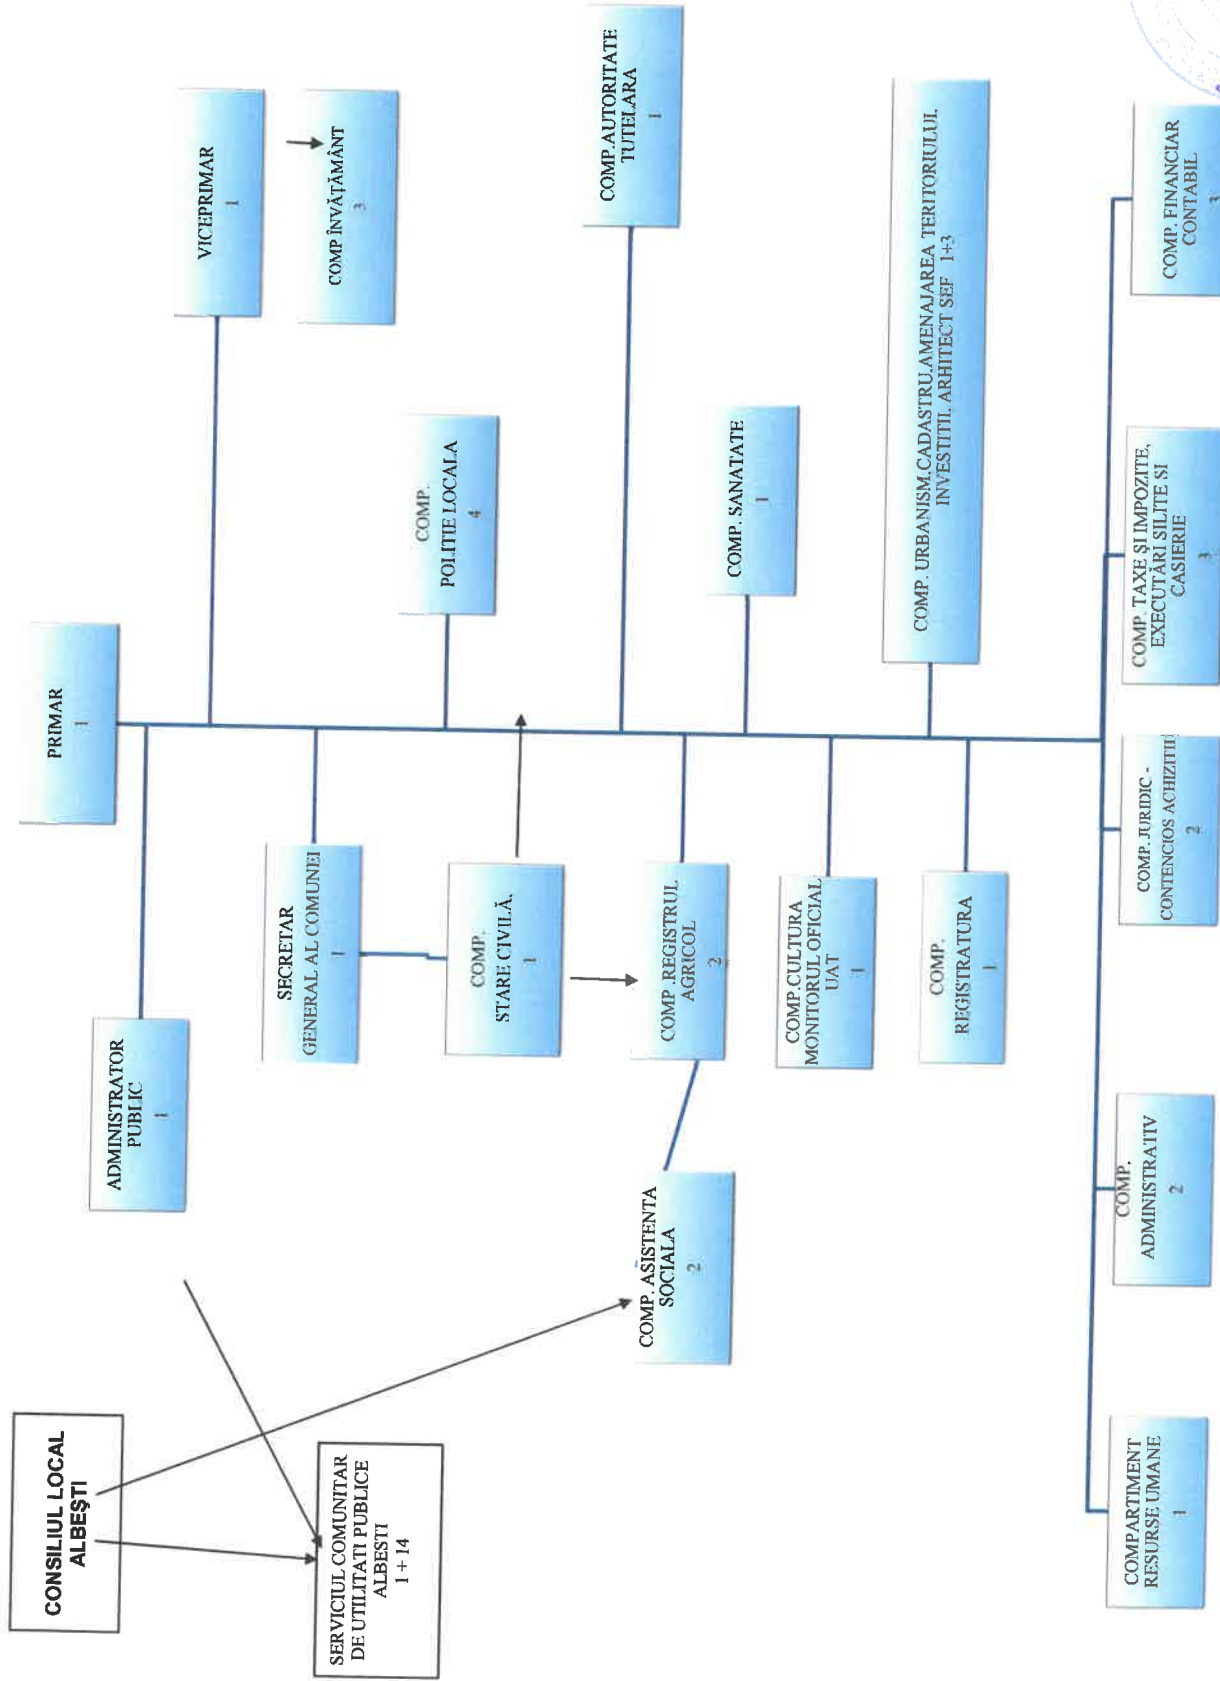 CONSILIUL LOCAL
ALBEŞTI
PRIMAR
1
ADMINISTRATOR
PUBLIC
1
VICEPRIMAR
1
SERVICIUL COMUNITAR
DE UTILITATI PUBLICE
ALBESTI
1 + 14
SECRETAR
GENERAL AL COMUNEI
1
COMP ÎNVĂŢĂMÂNT
3
COMP.
POLITIE LOCALA
4
COMP.
STARE CIVILĂ,
1
COMP.AUTORITATE
TUTELARA
1
COMP. ASISTENTA
SOCIALA
2
COMP .REGISTRUL
AGRICOL
2
COMP. SANATATE
1
COMP.CULTURA
MONITORUL OFICIAL
UAT
1
COMP. URBANISM,CADASTRU,AMENAJAREA TERITORIULUI,
INVESTITII, ARHITECT SEF 1+3
COMP.
REGISTRATURA
1
COMPARTIMENT
RESURSE UMANE
1
COMP.
ADMINISTRATIV
2
COMP. JURIDIC -
CONTENCIOS ACHIZITII
2
COMP. TAXE ȘI IMPOZITE,
EXECUTĂRI SILITE SI
CASIERIE
3
COMP. FINANCIAR
CONTABIL
3